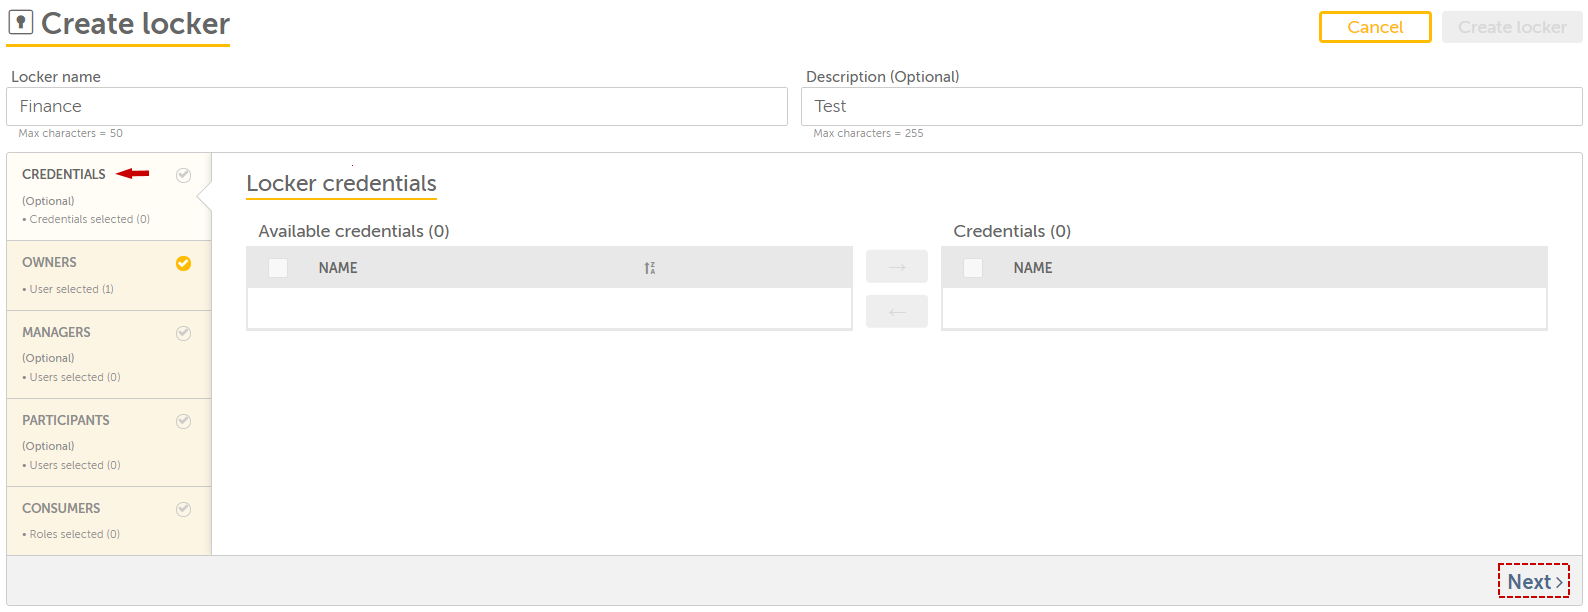 Create locker
Cancel
Create locker
Locker name
Description (Optional)
Finance
Test
Max characters = 50
Max characters = 255
CREDENTIALS
(Optional)
• Credentials selected (0)
OWNERS
• User selected (1)
MANAGERS
(Optional)
• Users selected (0)
PARTICIPANTS
(Optional)
• Users selected (0)
CONSUMERS
• Roles selected (0)
Locker credentials
Available credentials (0)
NAME
Credentials (0)
NAME
Next >